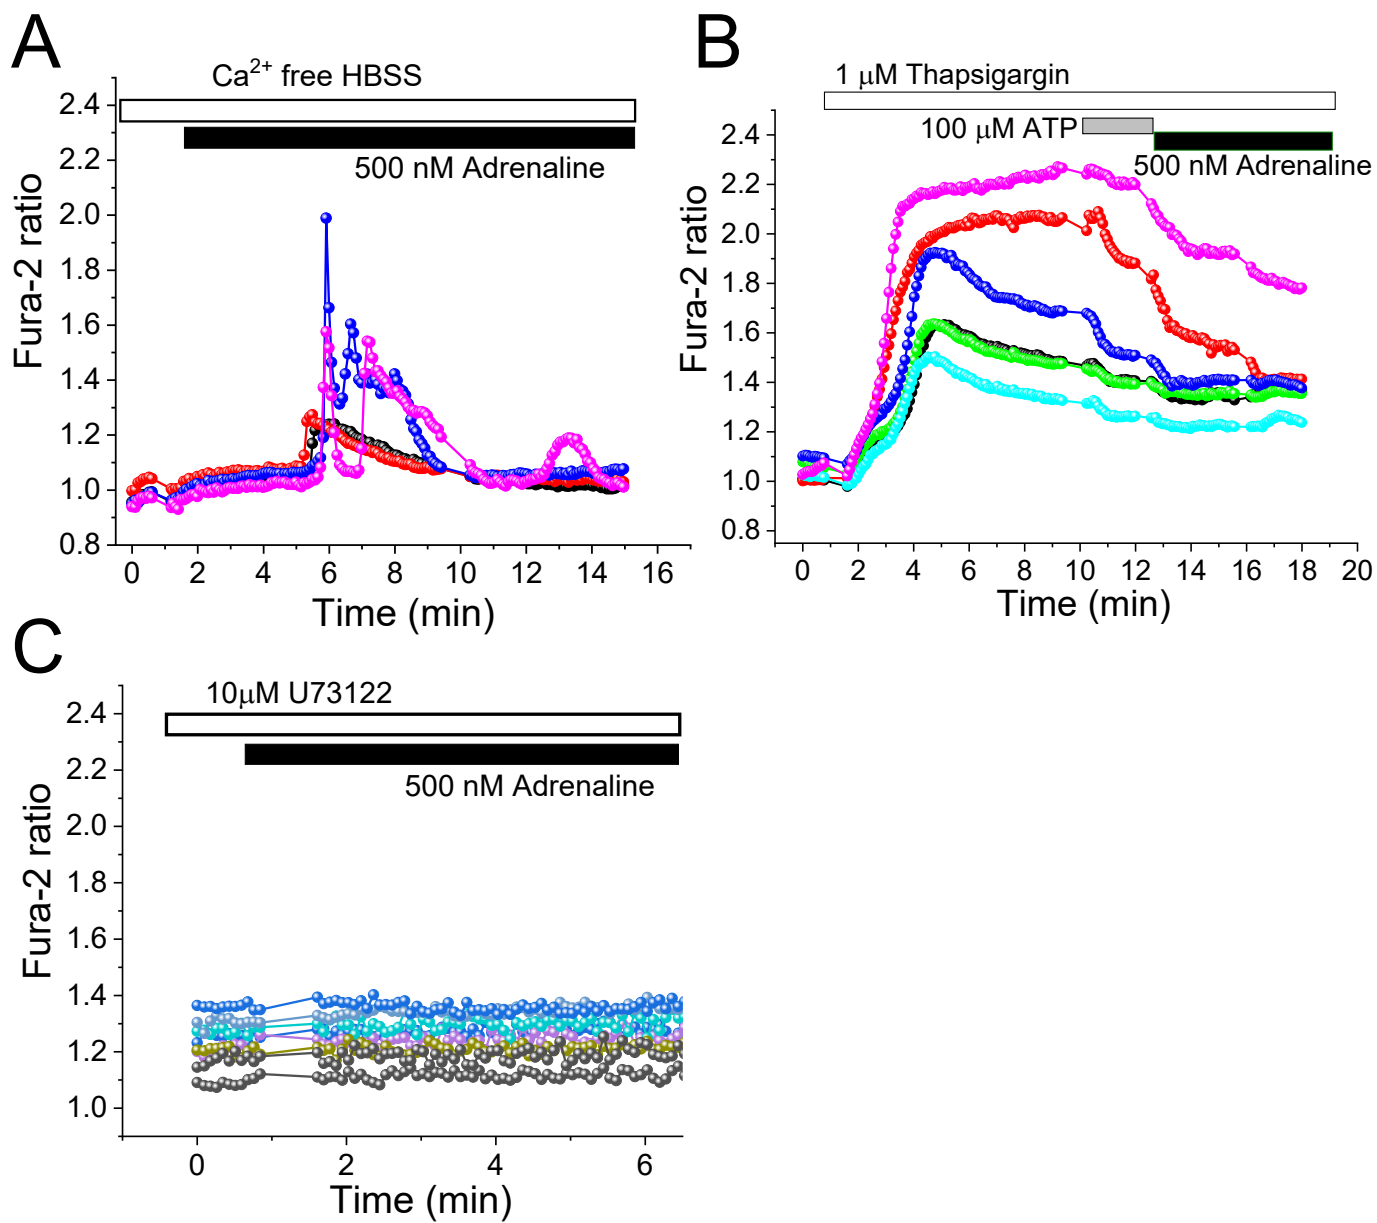 A
Ca2+ free HBSS
500 nM Adrenaline
2.4
2.2
2.0
1.8
1.6
1.4
1.2
1.0
0.8
Fura-2 ratio
0 2 4 6 8 10 12 14 16
Time (min)
B
1 μM Thapsigargin
100 μM ATP
500 nM Adrenaline
2.4
2.2
2.0
1.8
1.6
1.4
1.2
1.0
0.8
Fura-2 ratio
0 2 4 6 8 10 12 14 16 18 20
Time (min)
C
10μM U73122
500 nM Adrenaline
2.4
2.2
2.0
1.8
1.6
1.4
1.2
1.0
Fura-2 ratio
0 2 4 6
Time (min)